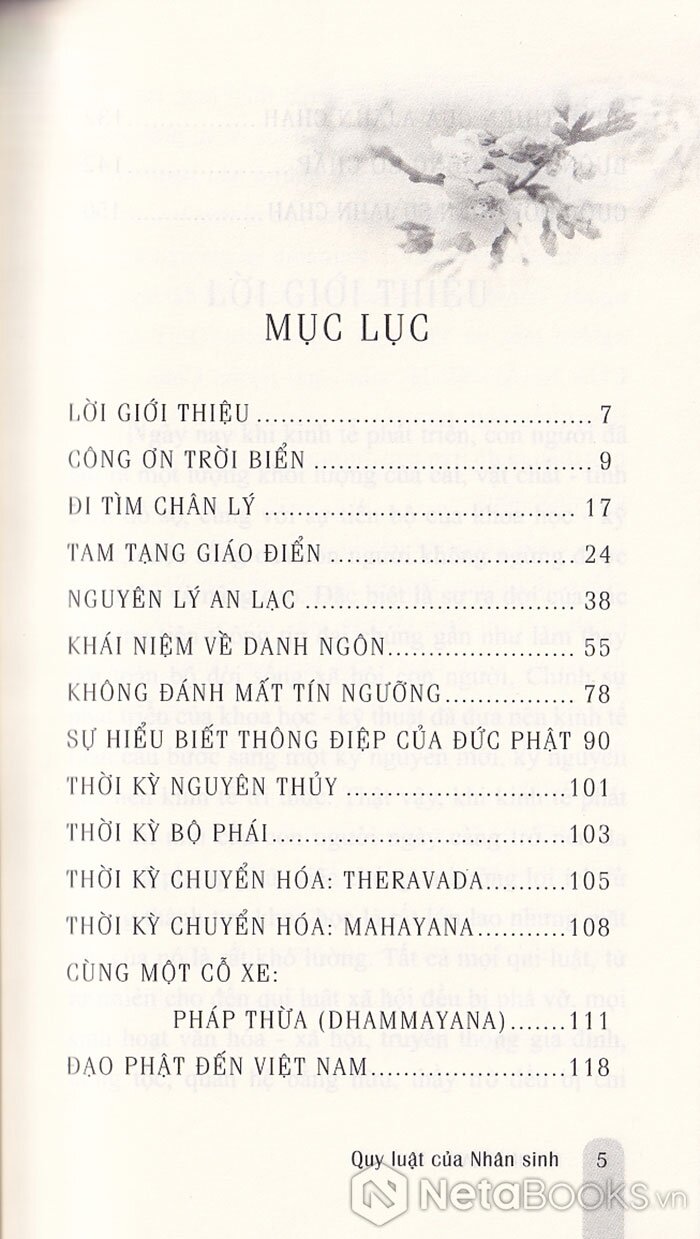 MỤC LỤC
LỜI GIỚI THIỆU........................................ 7
CÔNG ƠN TRỜI BIỂN ................................. 9
ĐI TÌM CHÂN LÝ ..................................... 17
TAM TẠNG GIÁO ĐIỂN .............................. 24
NGUYÊN LÝ AN LẠC ................................ 38
KHÁI NIỆM VỀ DANH NGÔN....................... 55
KHÔNG ĐÁNH MẤT TÍN NGƯỠNG................ 78
SỰ HIỂU BIẾT THÔNG ĐIỆP CỦA ĐỨC PHẬT 90
THỜI KỲ NGUYÊN THỦY ...........................101
THỜI KỲ BỘ PHÁI...................................103
THỜI KỲ CHUYỂN HÓA: THERAVADA..........105
THỜI KỲ CHUYỂN HÓA: MAHAYANA...........108
CÙNG MỘT CỖ XE:
PHÁP THỪA (DHAMMAYANA).......111
ĐẠO PHẬT ĐẾN VIỆT NAM........................118
Quy luật của Nhân sinh 5
NETABOOKS.vn